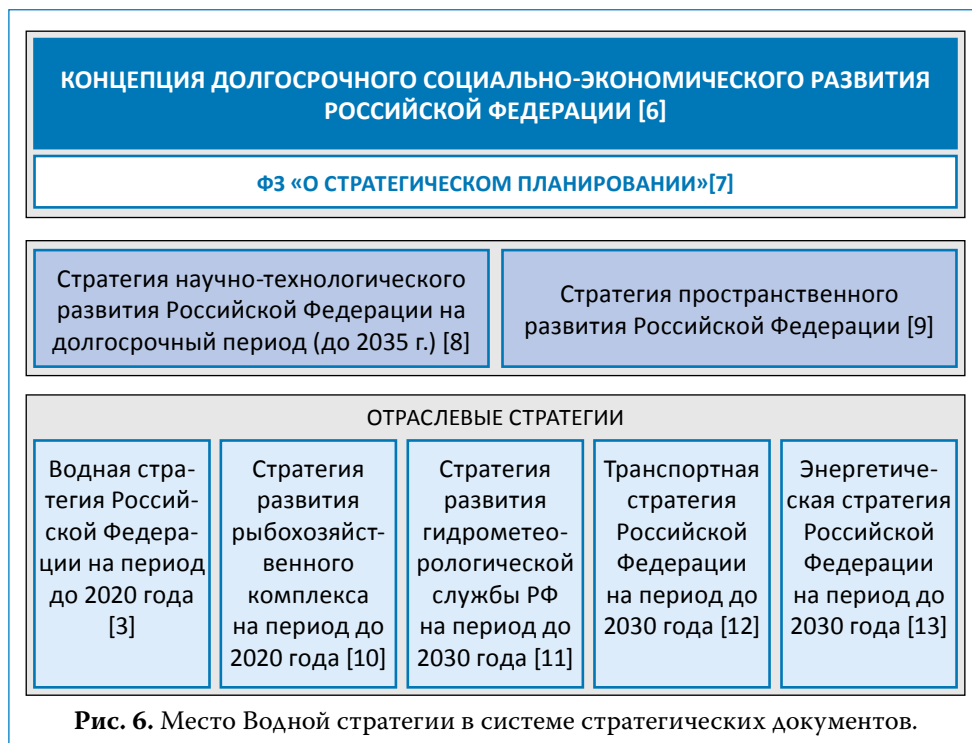 КОНЦЕПЦИЯ ДОЛГОСРОЧНОГО СОЦИАЛЬНО-ЭКОНОМИЧЕСКОГО РАЗВИТИЯ
РОССИЙСКОЙ ФЕДЕРАЦИИ [6]
ФЗ «О СТРАТЕГИЧЕСКОМ ПЛАНИРОВАНИИ»[7]
Стратегия научно-технологического
развития Российской Федерации на
долгосрочный период (до 2035 г.) [8]
Стратегия пространственного
развития Российской Федерации [9]
ОТРАСЛЕВЫЕ СТРАТЕГИИ
Водная стра-
тегия Россий-
ской Федера-
ции на период
до 2020 года
[3]
Стратегия
развития
рыбохозяйст-
венного
комплекса
на период до
2020 года [10]
Стратегия
развития
гидрометео-
рологической
службы РФ
на период до
2030 года [11]
Транспортная
стратегия
Российской
Федерации
на период до
2030 года [12]
Энергетиче-
ская стратегия
Российской
Федерации
на период до
2030 года [13]
Рис. 6. Место Водной стратегии в системе стратегических документов.